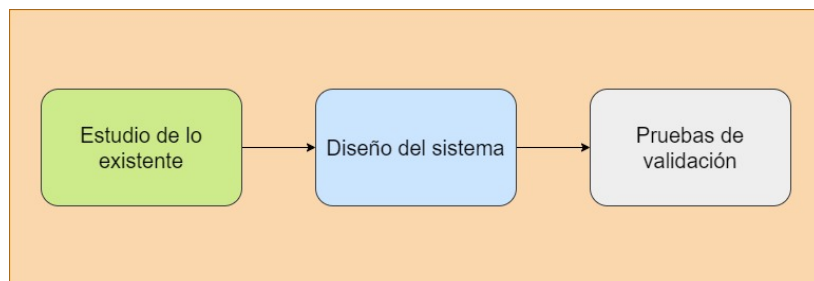 Estudio de lo
existente
Diseño del sistema
Pruebas de
validación